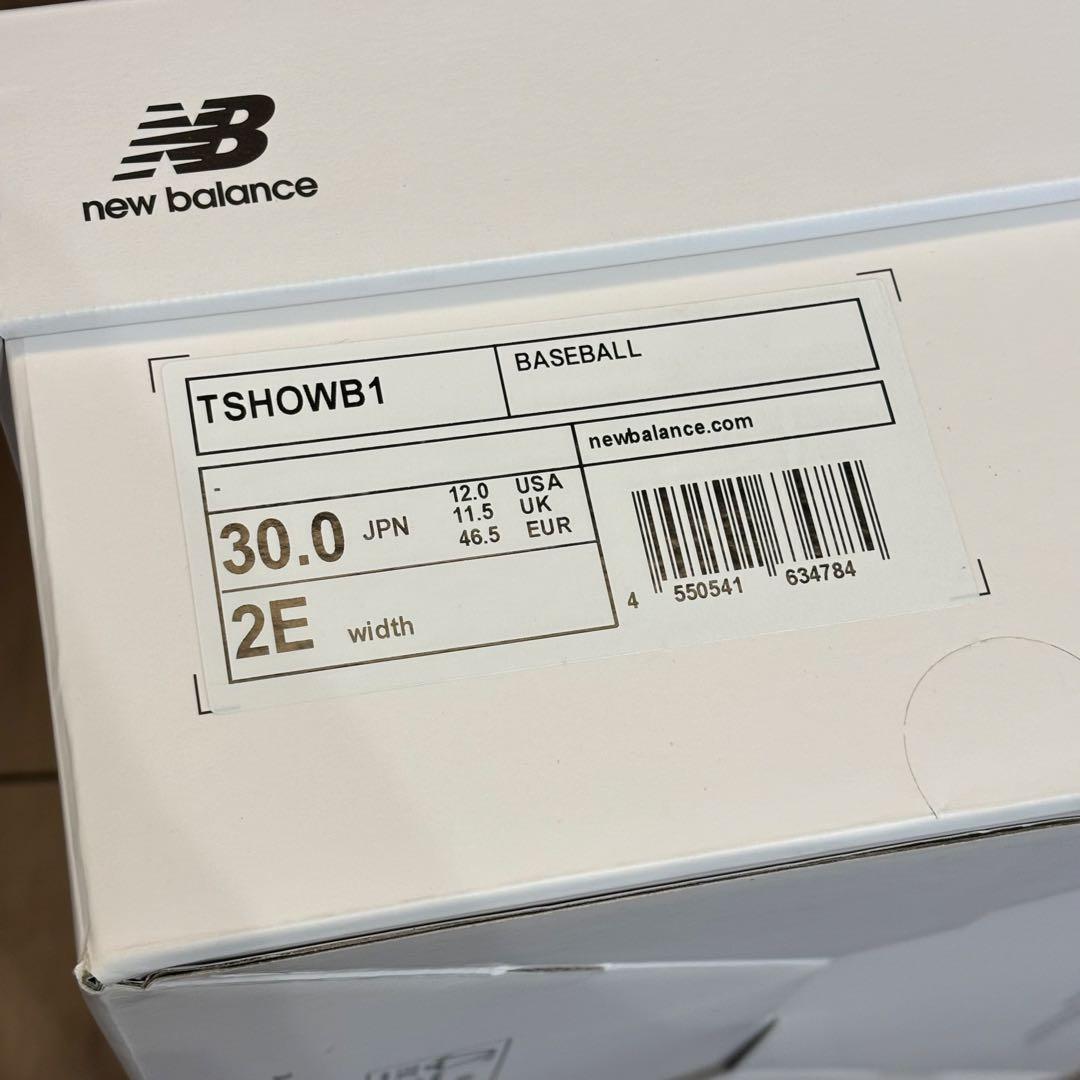 NB
new balance
TSHOWB1
BASEBALL
newbalance.com
-
30.0 JPN
12.0 USA
11.5 UK
46.5 EUR
2E width
4 550541 634784